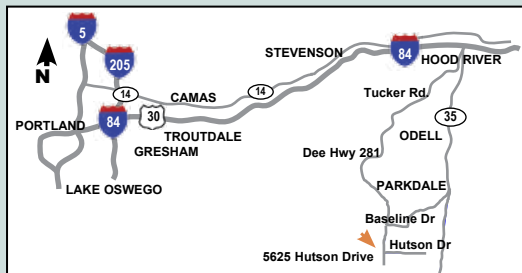 5
205
84
STEVENSON
HOOD RIVER
N
14
CAMAS
14
Tucker Rd.
35
PORTLAND
84
30
TROUTDALE
ODELL
GRESHAM
Dee Hwy 281
LAKE OSWEGO
PARKDALE
Baseline Dr
Hutson Dr
5625 Hutson Drive